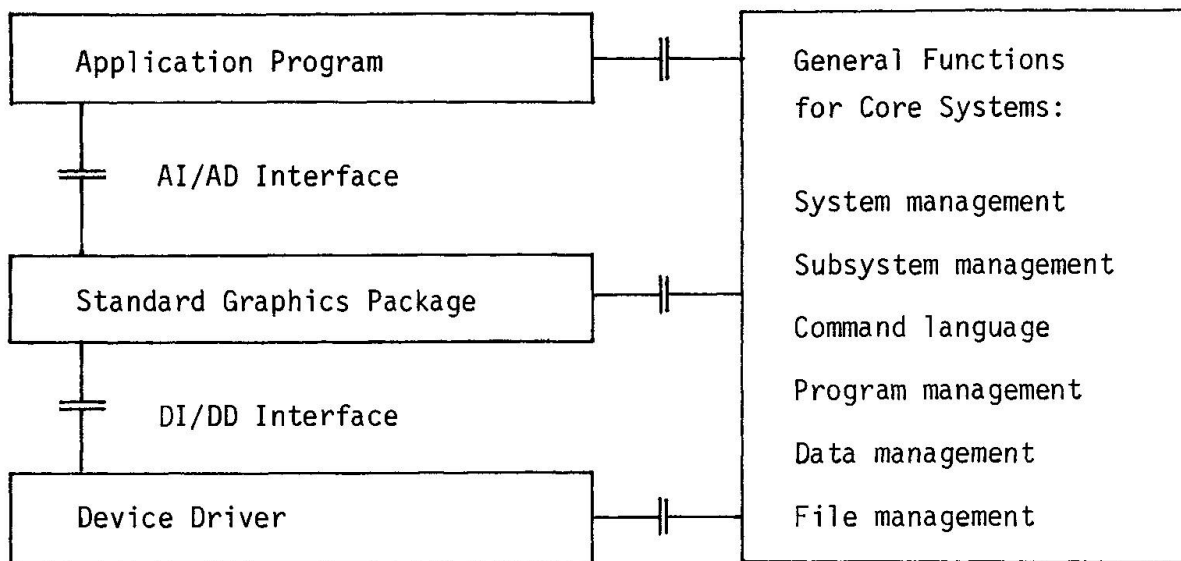 Application Program
AI/AD Interface
Standard Graphics Package
DI/DD Interface
Device Driver
General Functions
for Core Systems:
System management
Subsystem management
Command language
Program management
Data management
File management